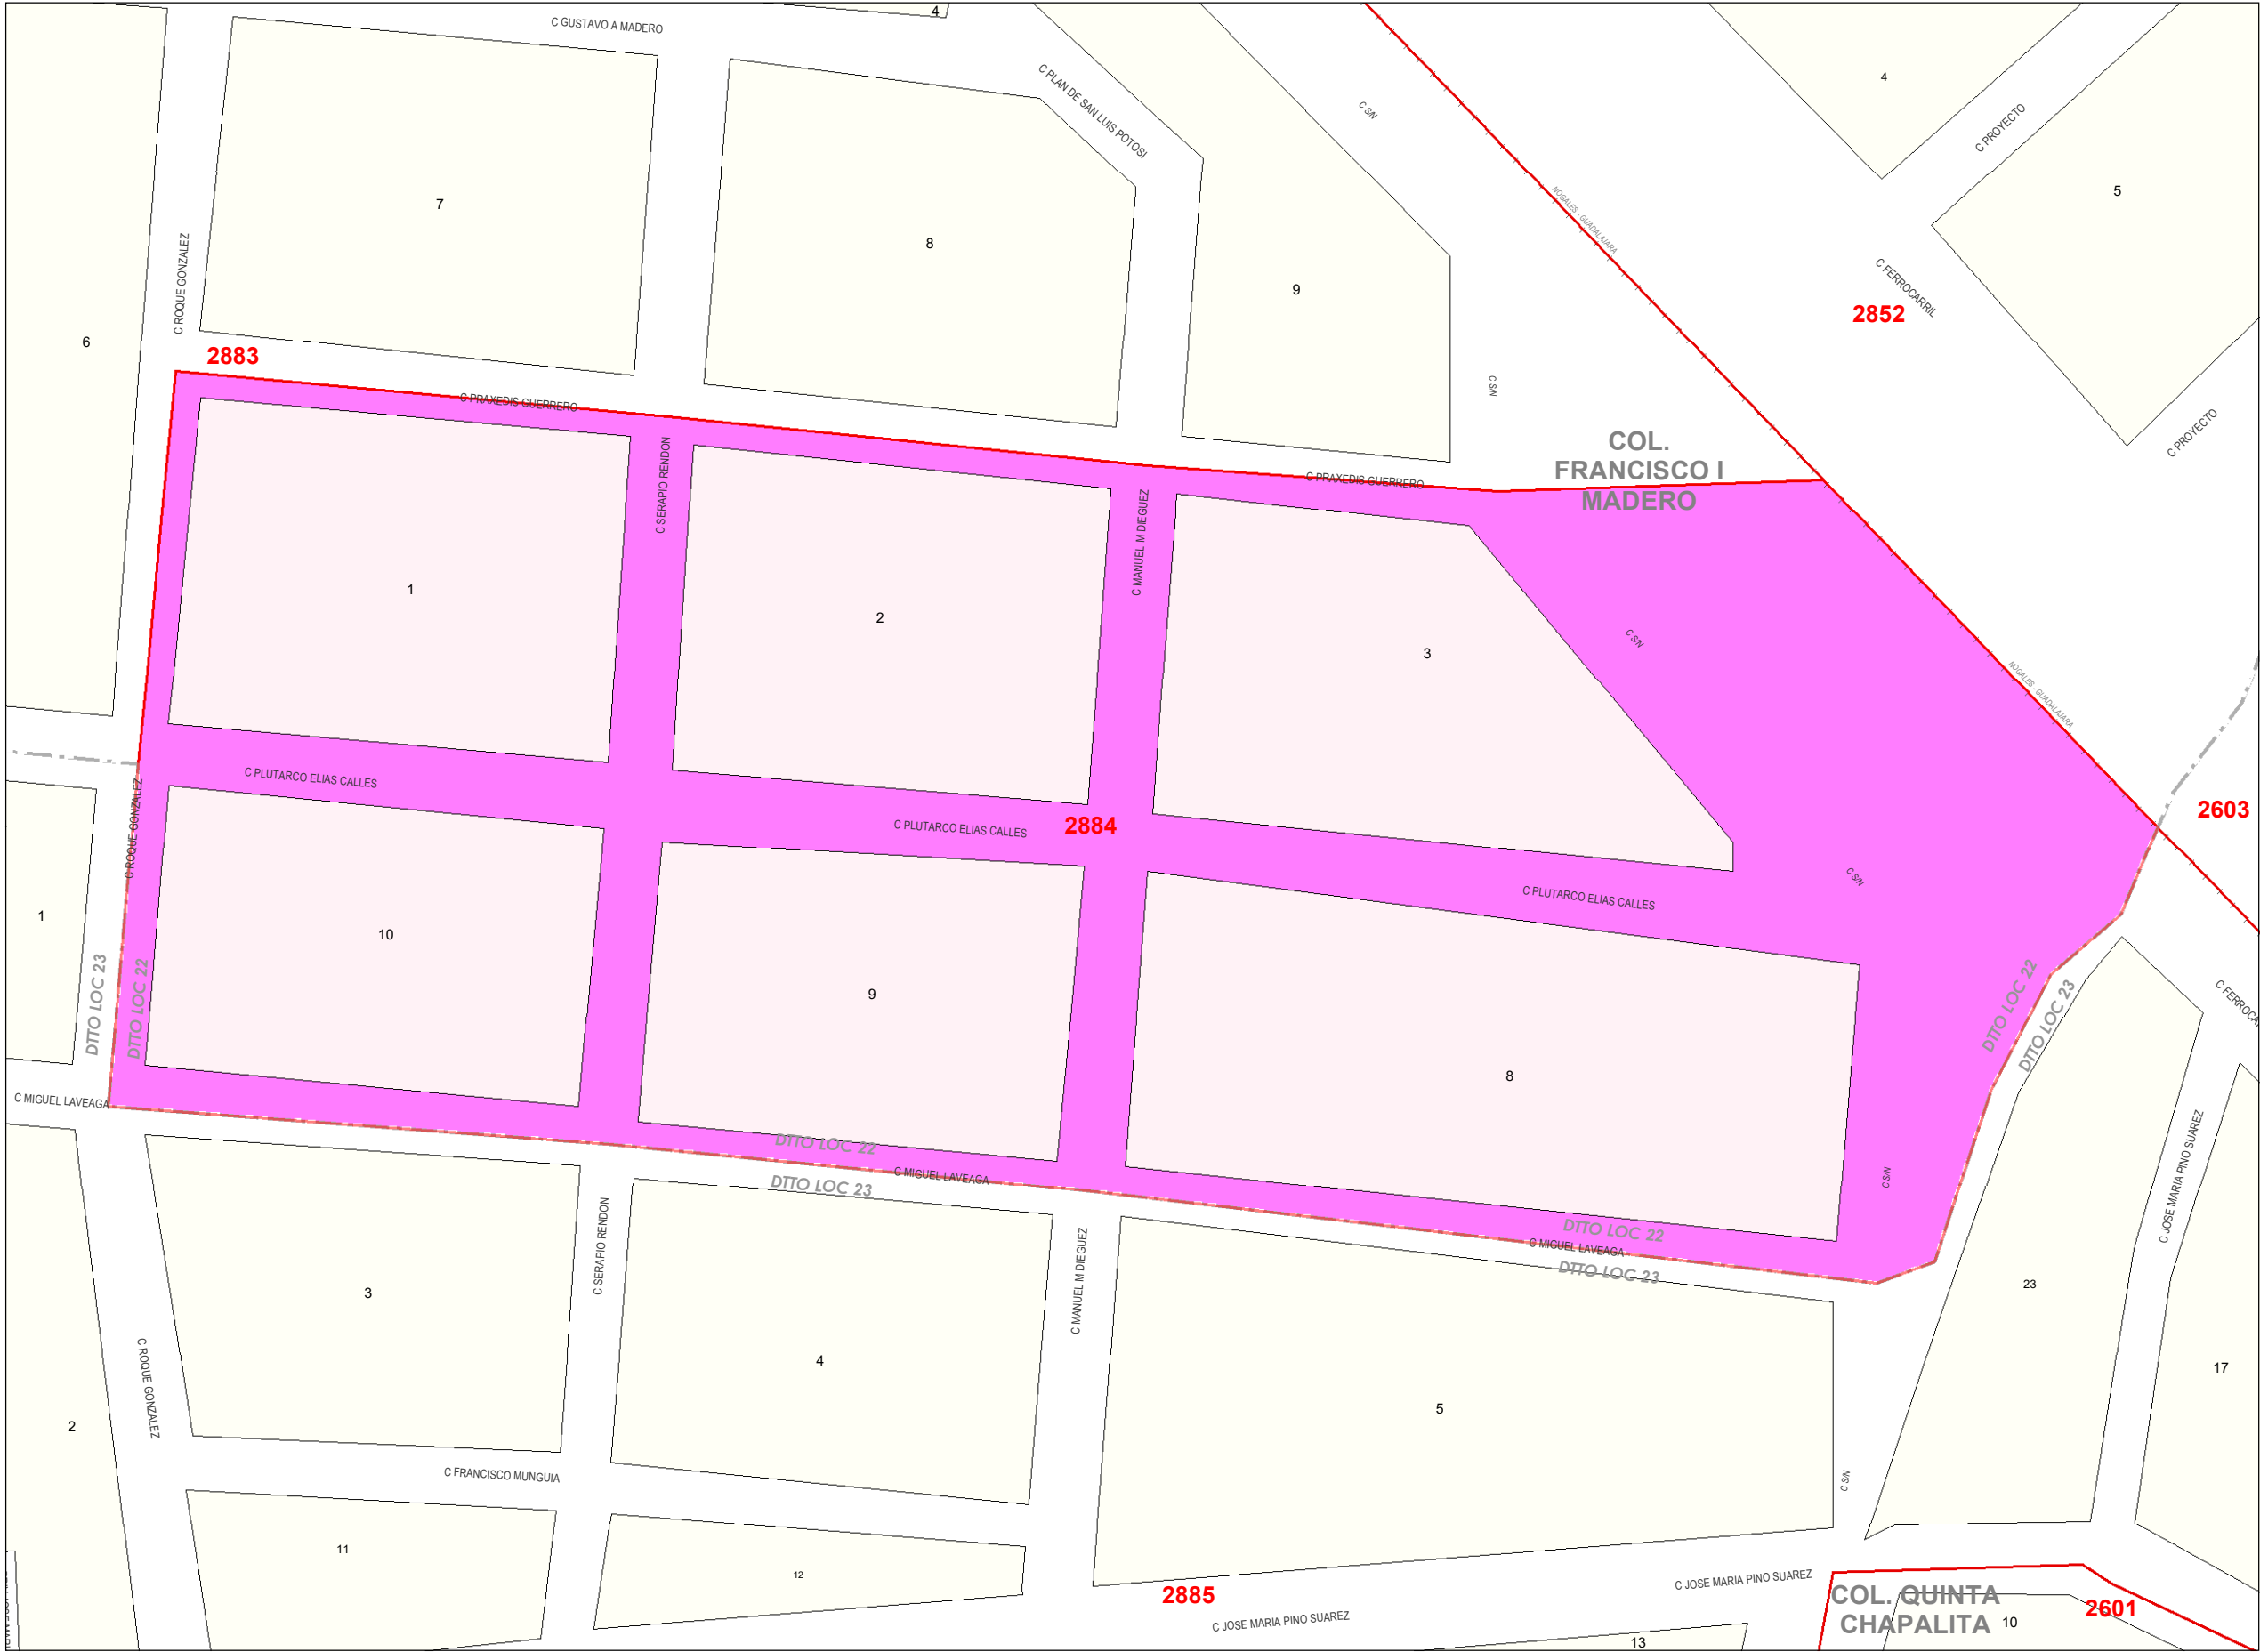 4
C GUSTAVO A MADERO
C PLAN DE SAN LUIS POTOSI
C S/N
4
C PROYECTO
5
7
8
9
6
C ROQUE GONZALEZ
NOGALES - GUADALAJARA
C FERROCARRIL
2852
2883
C PRAXEDIS GUERRERO
C S/N
C PROYECTO
COL.
FRANCISCO I
MADERO
C PRAXEDIS GUERRERO
C SERAPIO RENDON
C MANUEL M DIEGUEZ
1
2
3
C S/N
NOGALES - GUADALAJARA
C PLUTARCO ELIAS CALLES
C ROQUE GONZALEZ
C PLUTARCO ELIAS CALLES
2884
2603
C S/N
C PLUTARCO ELIAS CALLES
1
10
9
8
DTTO LOC 23
DTTO LOC 22
DTTO LOC 22
DTTO LOC 23
C MIGUEL LAVEAGA
DTTO LOC 22
C MIGUEL LAVEAGA
DTTO LOC 23
C S/N
C JOSE MARIA PINO SUAREZ
DTTO LOC 22
C MIGUEL LAVEAGA
DTTO LOC 23
C SERAPIO RENDON
C MANUEL M DIEGUEZ
3
4
5
23
17
2
C ROQUE GONZALEZ
C FRANCISCO MUNGUIA
C S/N
11
12
2885
C JOSE MARIA PINO SUAREZ
C JOSE MARIA PINO SUAREZ
COL. QUINTA
CHAPALITA
2601
10
13